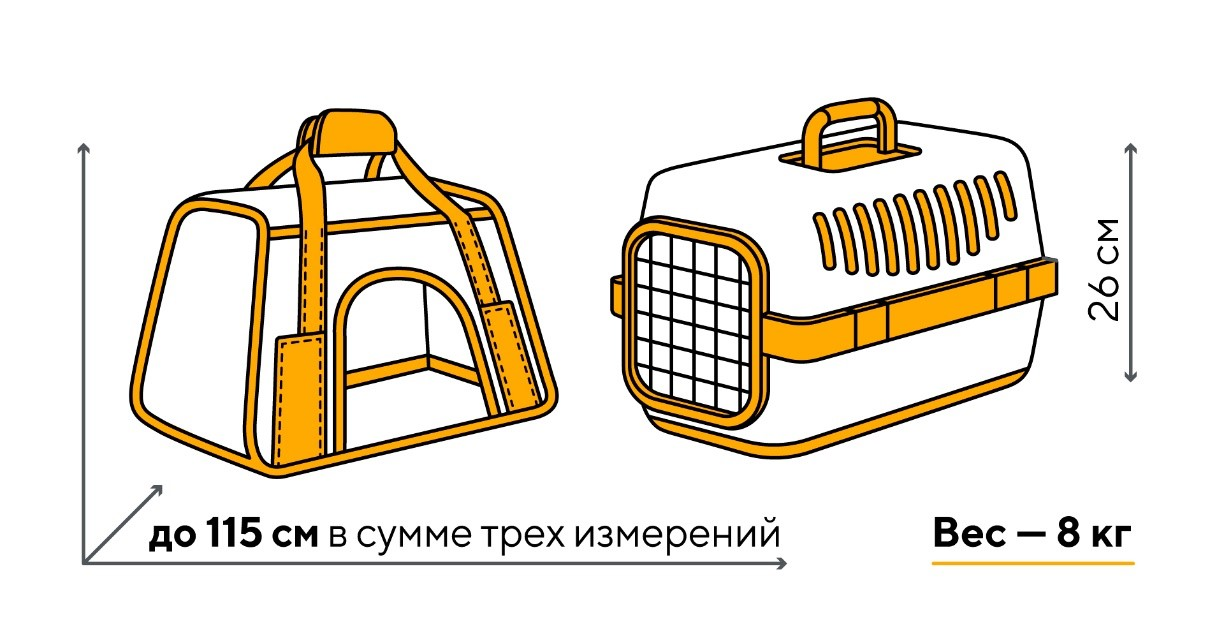 26 см
до 115 см в сумме трех измерений
Вес — 8 кг